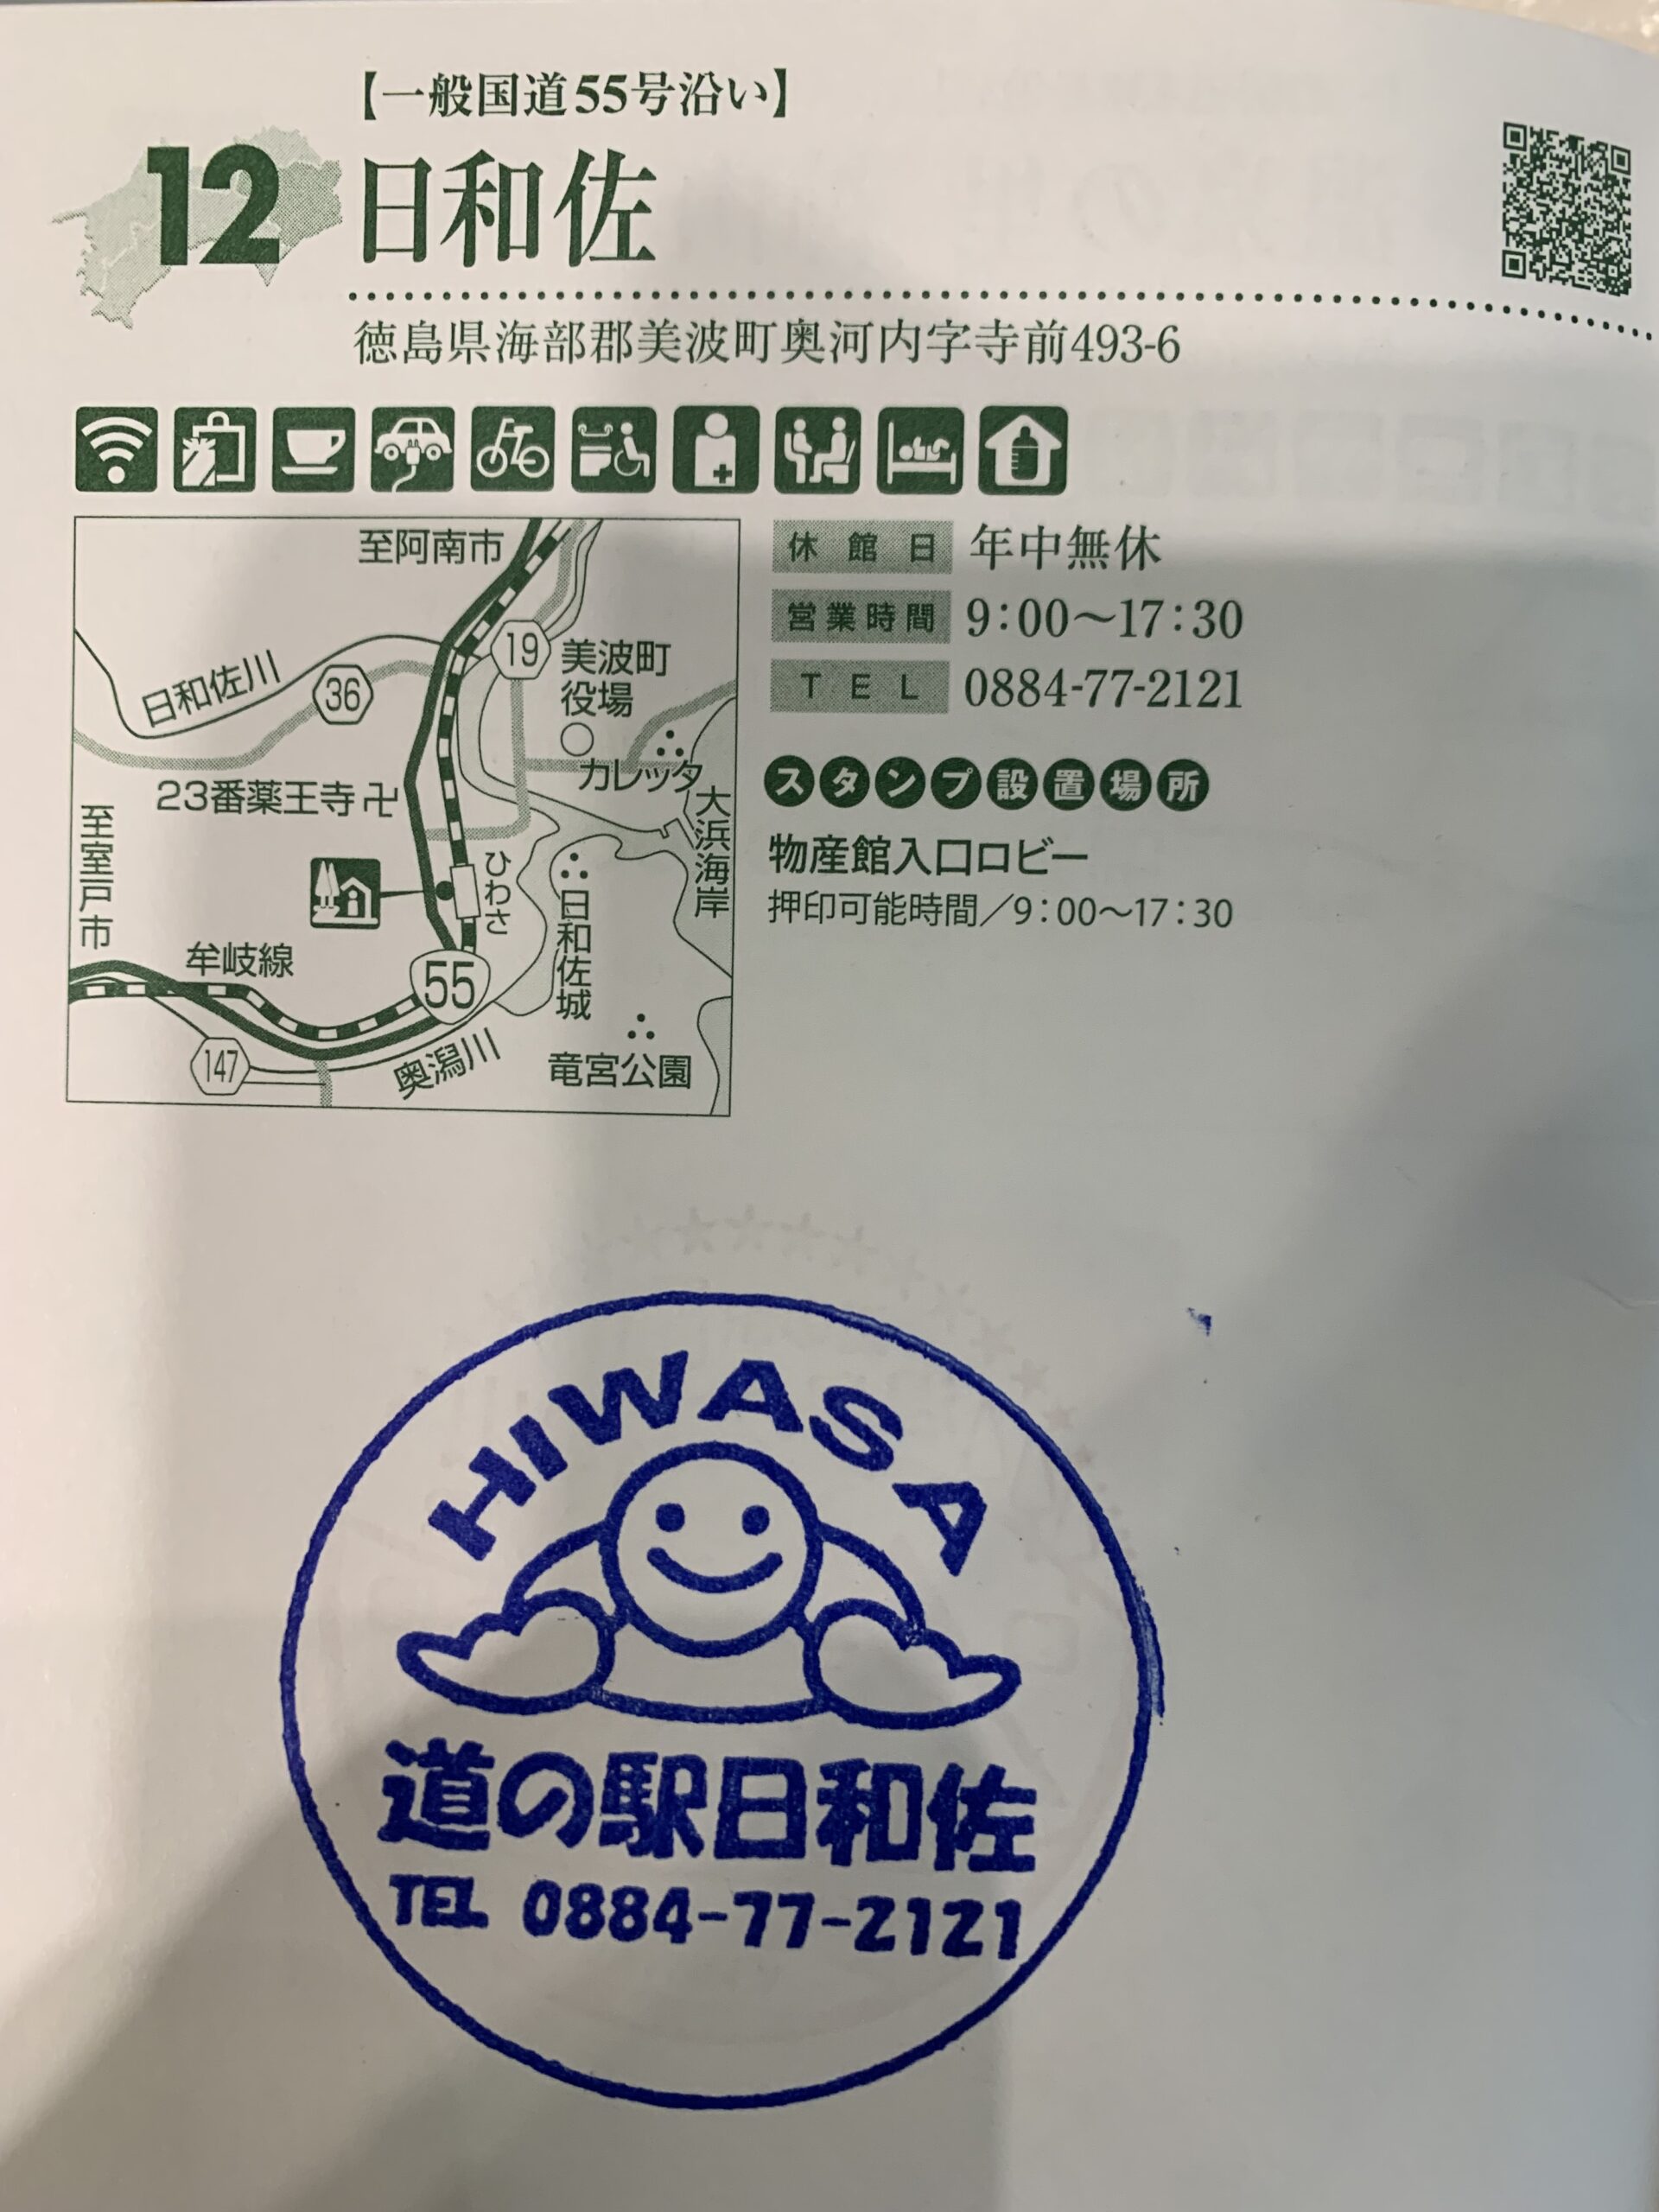 【一般国道55号沿い】
12
日和佐
徳島県海部郡美波町奥河内字寺前493-6
至阿南市
19
美波町
役場
日和佐川
36
カレッタ
23番薬王寺卍
大浜海岸
至室戸市
ひわさ
日和佐城
牟岐線
55
147
奥潟川
竜宮公園
休館日 年中無休
営業時間 9:00〜17:30
TEL 0884-77-2121
スタンプ設置場所
物産館入口ロビー
押印可能時間／9:00〜17:30
HIWASA
道の駅日和佐
TEL 0884-77-2121